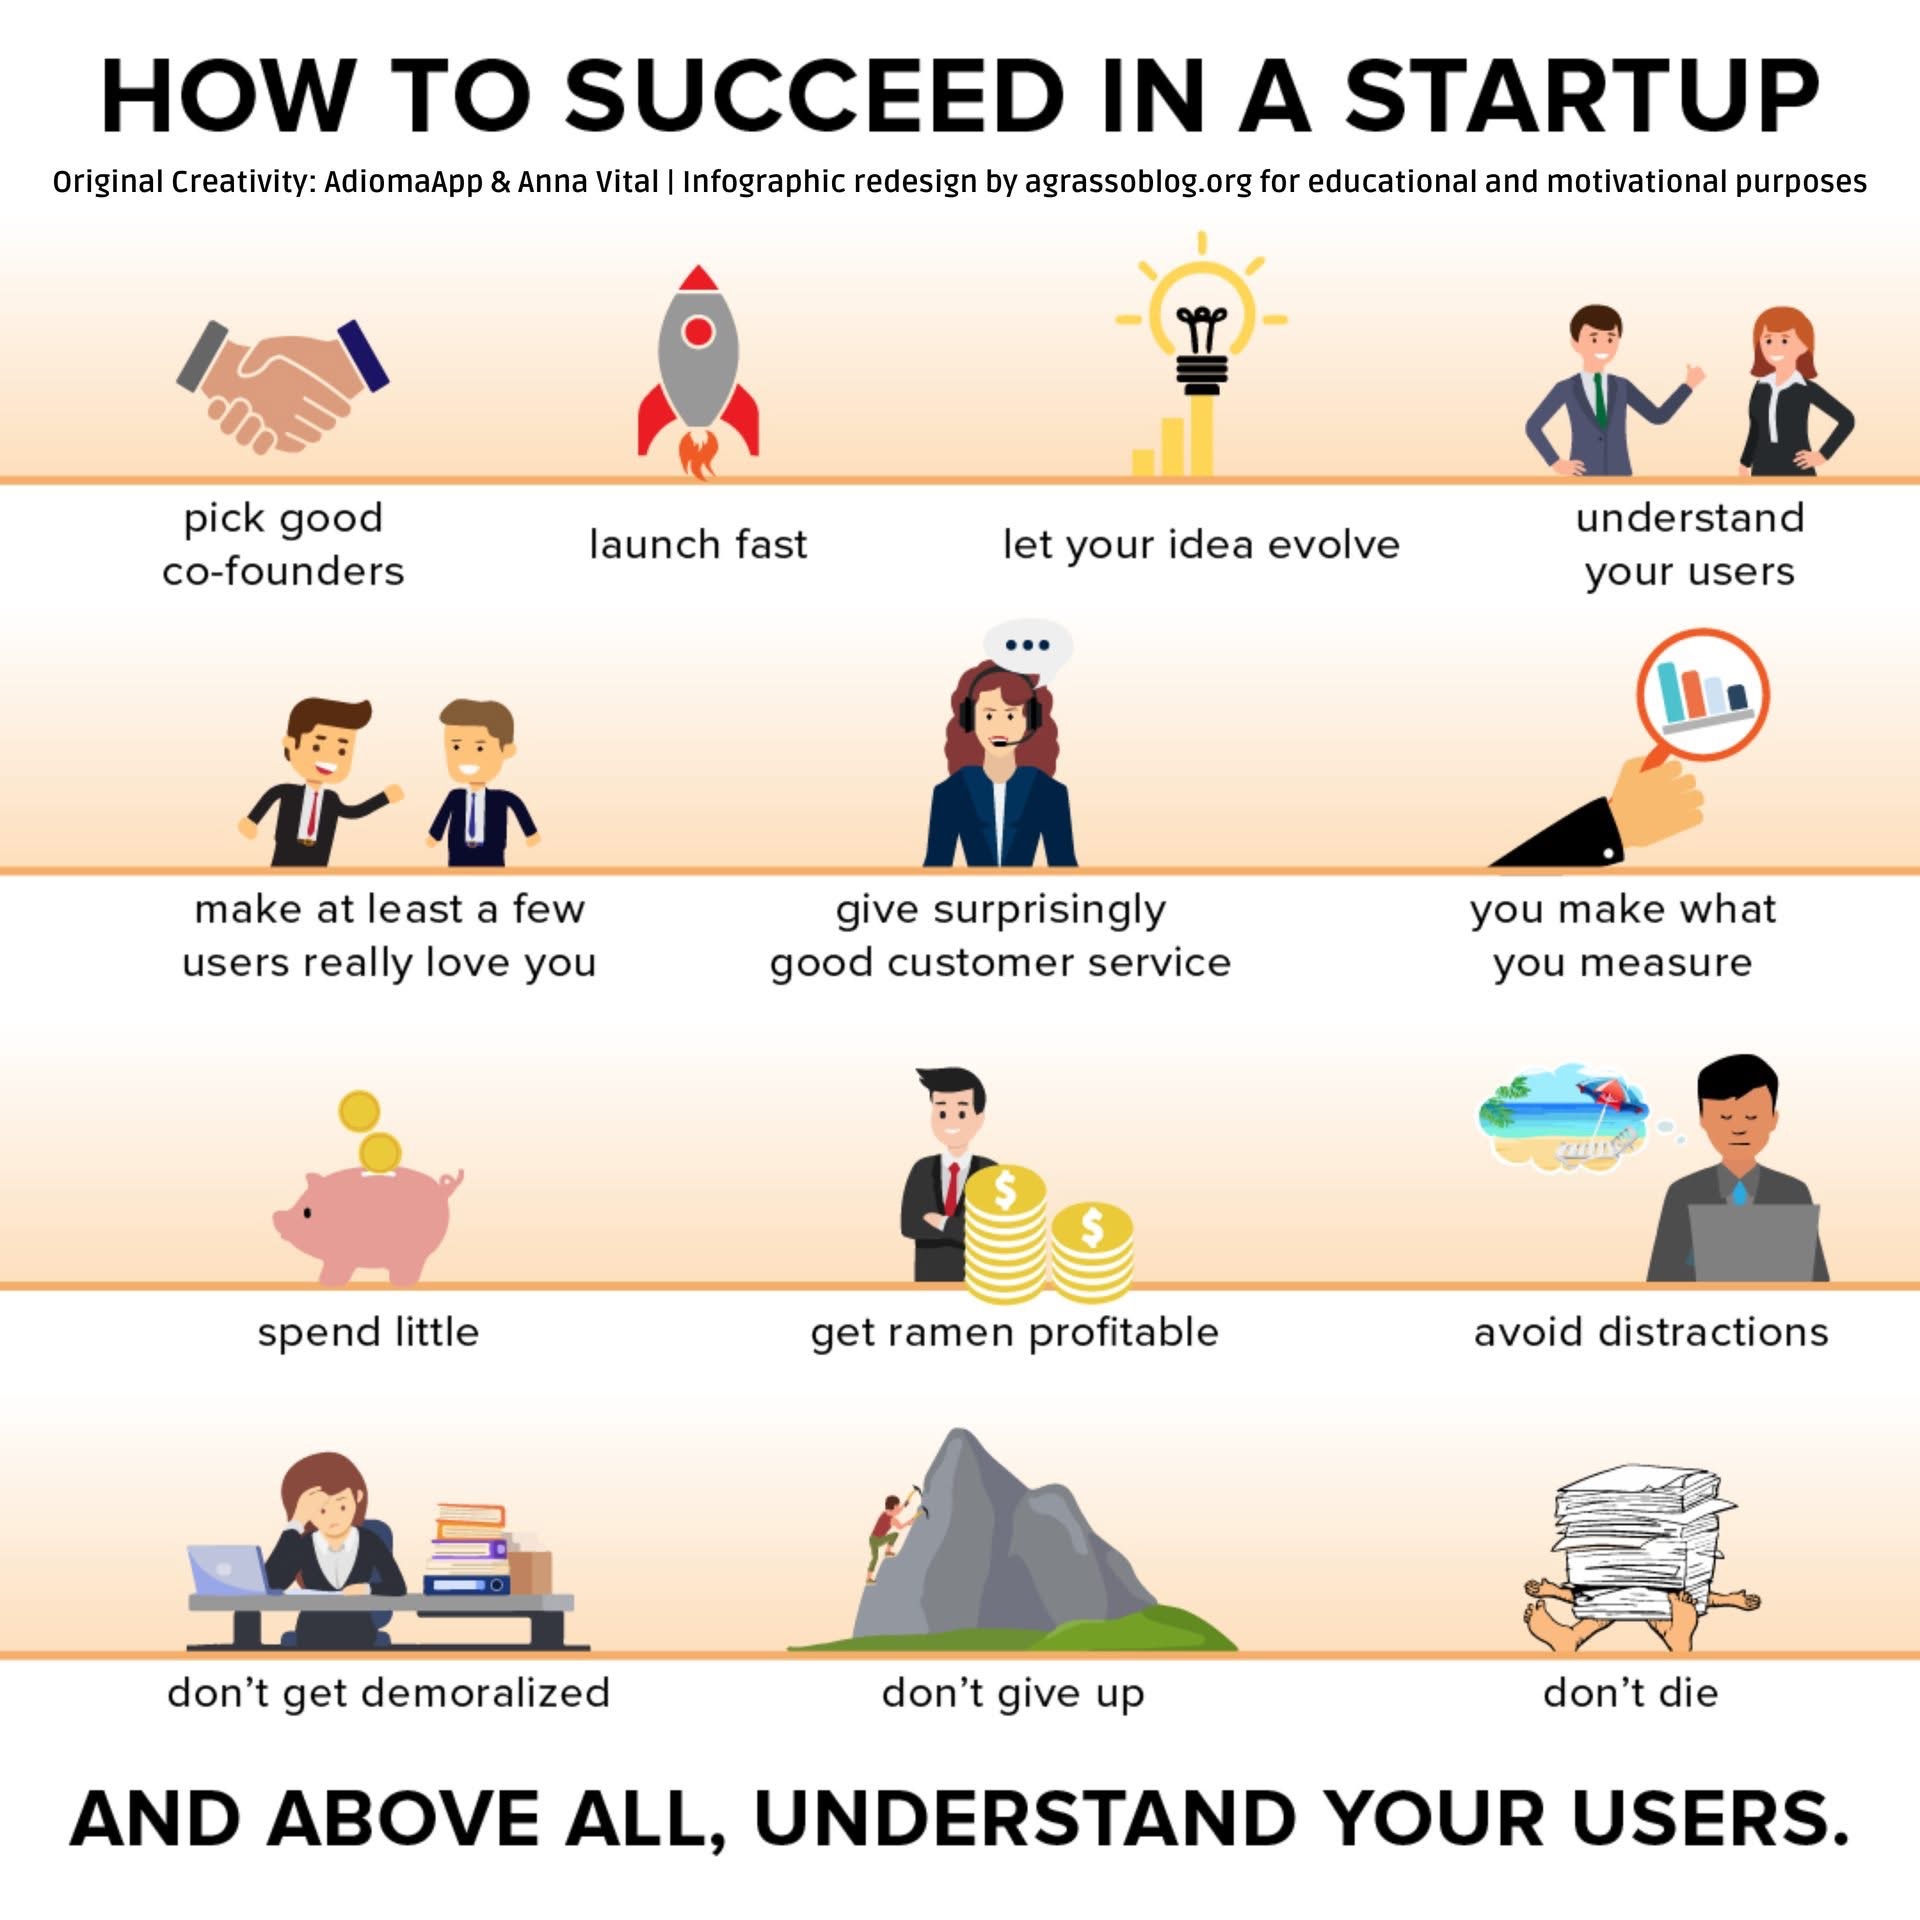 HOW TO SUCCEED IN A STARTUP
Original Creativity: AdiomaApp & Anna Vital | Infographic redesign by agrassoblog.org for educational and motivational purposes
pick good
co-founders
launch fast
let your idea evolve
understand
your users
make at least a few
users really love you
give surprisingly
good customer service
you make what
you measure
$
$
spend little
get ramen profitable
avoid distractions
don't get demoralized
don't give up
don't die
AND ABOVE ALL, UNDERSTAND YOUR USERS.